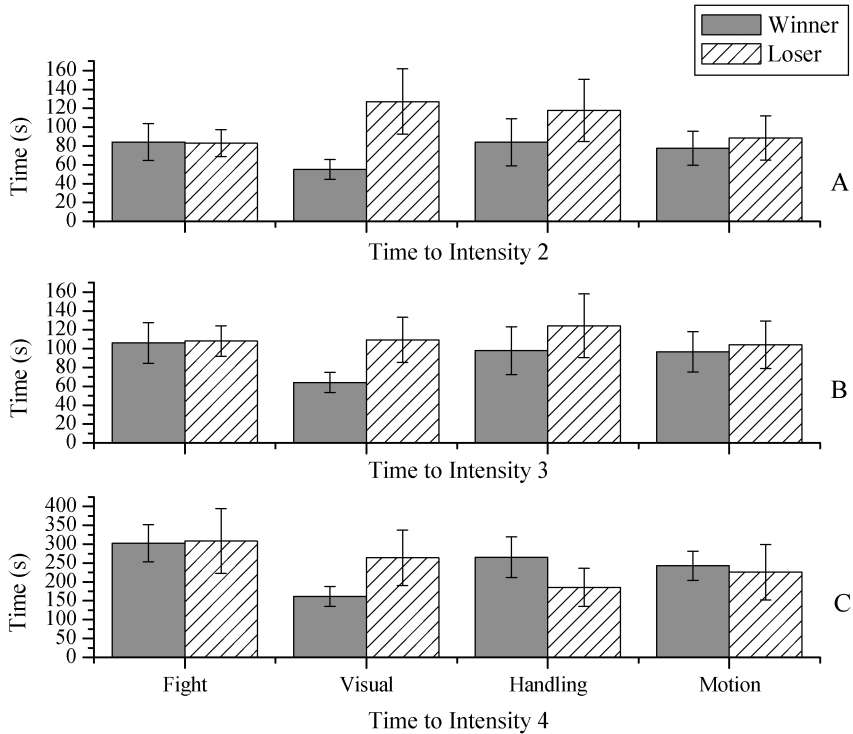 Winner
Loser
160
140
120
100
80
60
40
20
0
Time (s)
A
Time to Intensity 2
160
140
120
100
80
60
40
20
0
Time (s)
B
Time to Intensity 3
400
350
300
250
200
150
100
50
0
Time (s)
C
Fight Visual Handling Motion
Time to Intensity 4